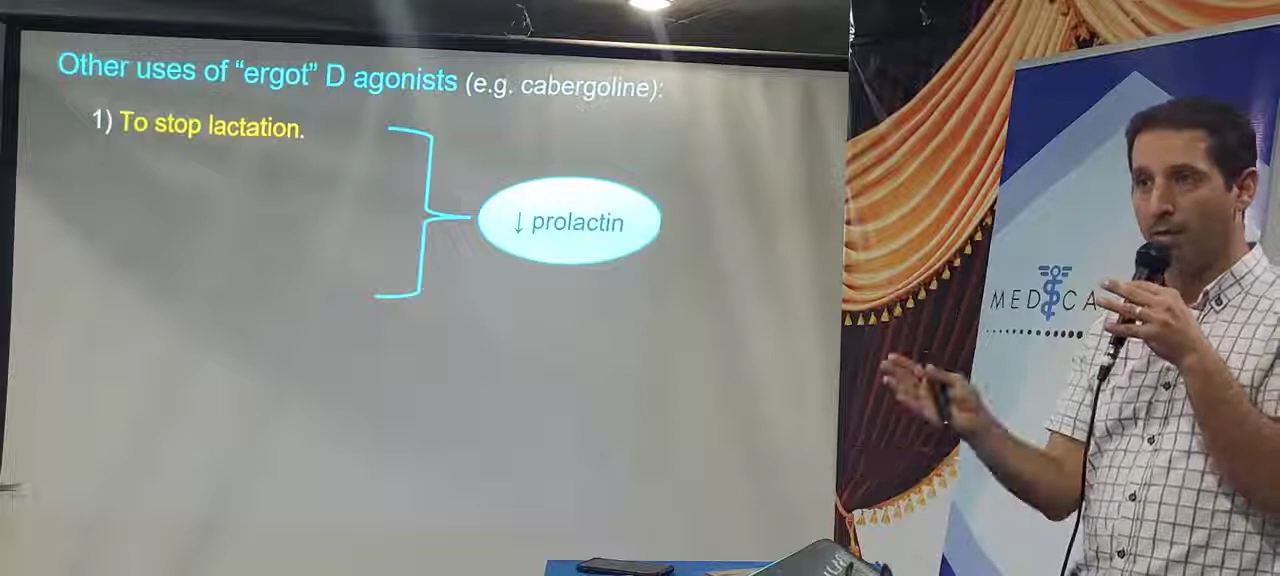 Other uses of “ergot” D agonists (e.g. cabergoline):
1) To stop lactation.
↓ prolactin
MED CA